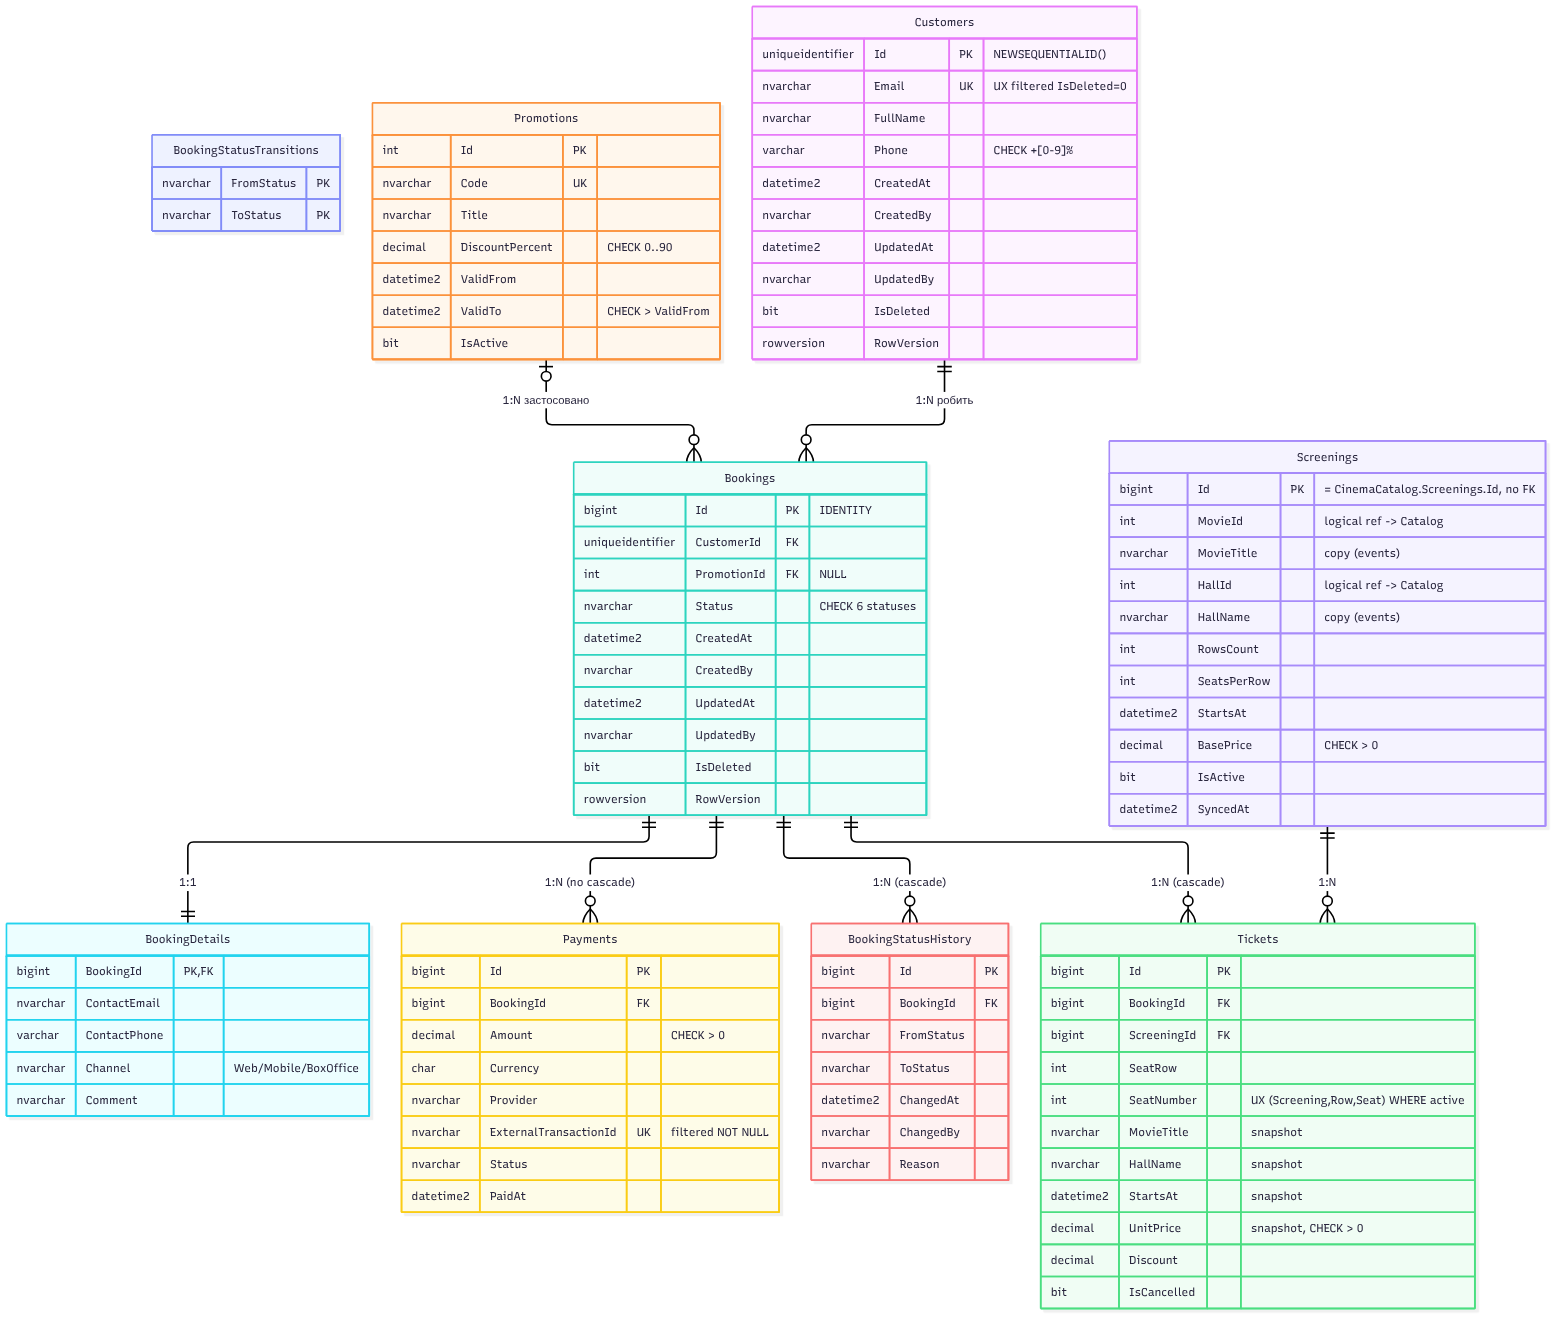 Customers
uniqueidentifier Id PK NEWSEQUENTIALID()
nvarchar Email UK UX filtered IsDeleted=0
nvarchar FullName
varchar Phone CHECK +[0-9]%
datetime2 CreatedAt
nvarchar CreatedBy
datetime2 UpdatedAt
nvarchar UpdatedBy
bit IsDeleted
rowversion RowVersion
Promotions
int Id PK
nvarchar Code UK
nvarchar Title
decimal DiscountPercent CHECK 0..90
datetime2 ValidFrom
datetime2 ValidTo CHECK > ValidFrom
bit IsActive
BookingStatusTransitions
nvarchar FromStatus PK
nvarchar ToStatus PK
1:N застосовано
1:N робить
Bookings
bigint Id PK IDENTITY
uniqueidentifier CustomerId FK
int PromotionId FK NULL
nvarchar Status CHECK 6 statuses
datetime2 CreatedAt
nvarchar CreatedBy
datetime2 UpdatedAt
nvarchar UpdatedBy
bit IsDeleted
rowversion RowVersion
Screenings
bigint Id PK = CinemaCatalog.Screenings.Id, no FK
int MovieId logical ref -> Catalog
nvarchar MovieTitle copy (events)
int HallId logical ref -> Catalog
nvarchar HallName copy (events)
int RowsCount
int SeatsPerRow
datetime2 StartsAt
decimal BasePrice CHECK > 0
bit IsActive
datetime2 SyncedAt
1:1
1:N (no cascade)
1:N (cascade)
1:N (cascade)
1:N
BookingDetails
bigint BookingId PK,FK
nvarchar ContactEmail
varchar ContactPhone
nvarchar Channel Web/Mobile/BoxOffice
nvarchar Comment
Payments
bigint Id PK
bigint BookingId FK
decimal Amount CHECK > 0
char Currency
nvarchar Provider
nvarchar ExternalTransactionId UK filtered NOT NULL
nvarchar Status
datetime2 PaidAt
BookingStatusHistory
bigint Id PK
bigint BookingId FK
nvarchar FromStatus
nvarchar ToStatus
datetime2 ChangedAt
nvarchar ChangedBy
nvarchar Reason
Tickets
bigint Id PK
bigint BookingId FK
bigint ScreeningId FK
int SeatRow
int SeatNumber UX (Screening,Row,Seat) WHERE active
nvarchar MovieTitle snapshot
nvarchar HallName snapshot
datetime2 StartsAt snapshot
decimal UnitPrice snapshot, CHECK > 0
decimal Discount
bit IsCancelled